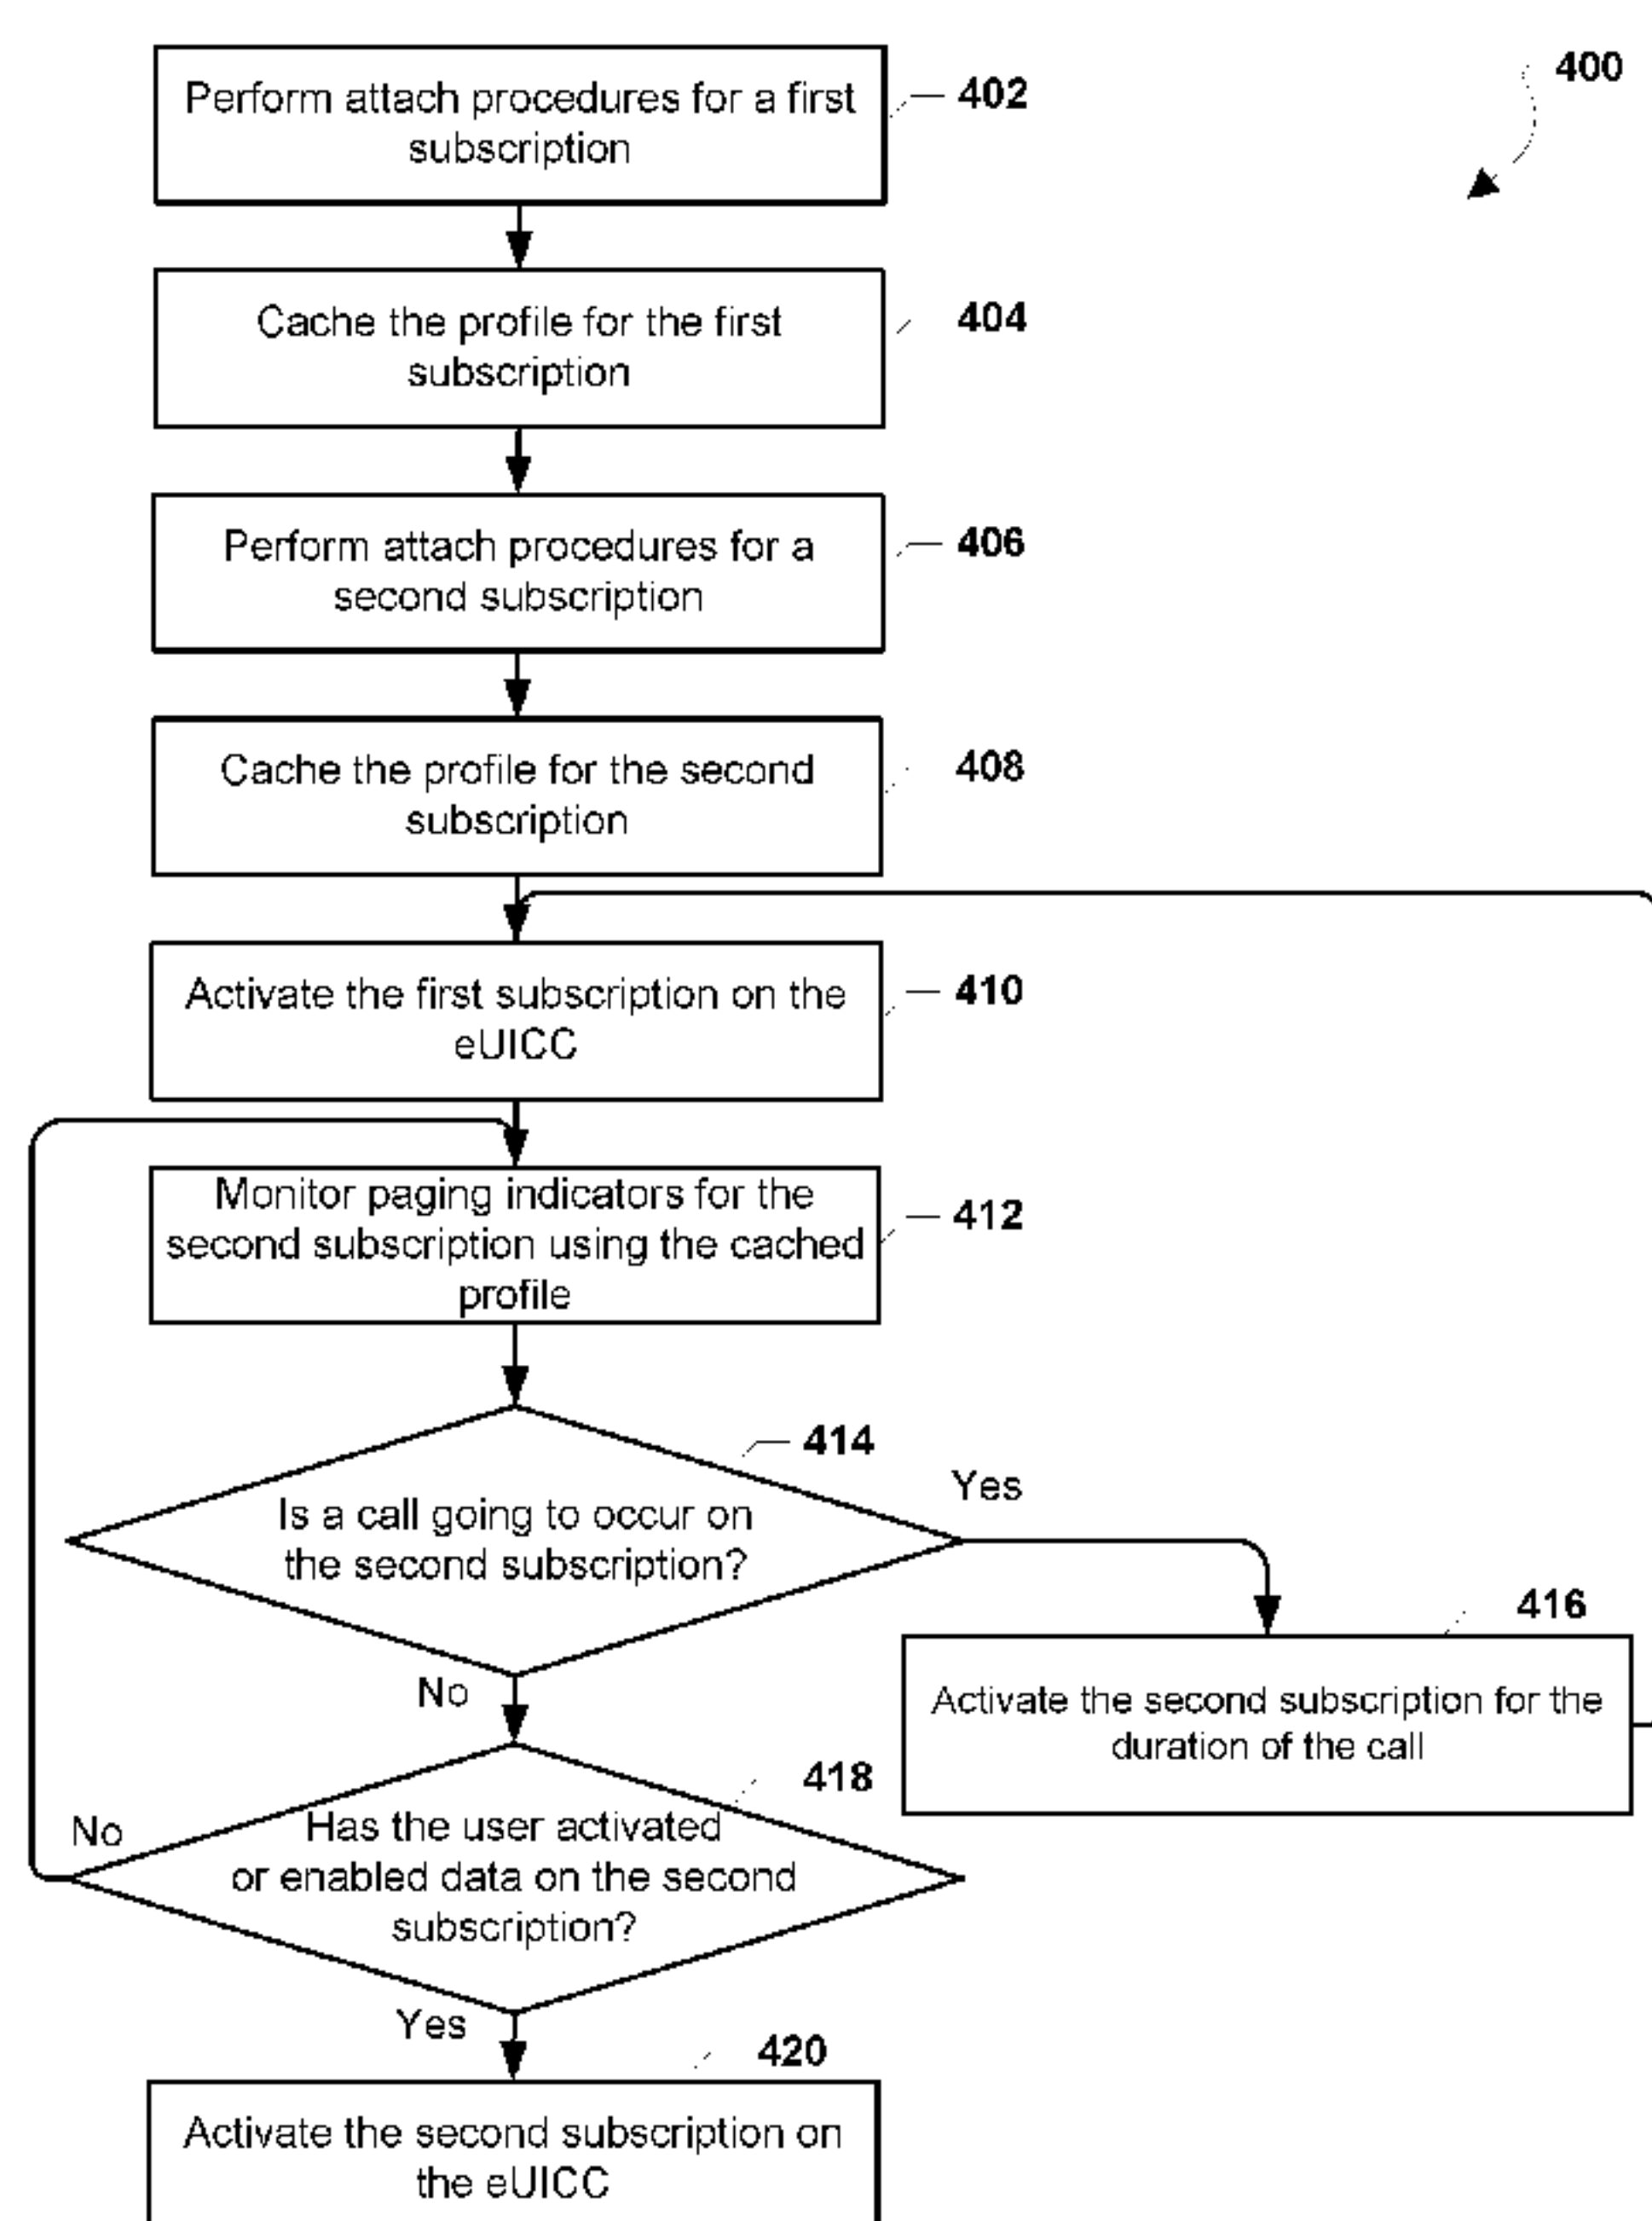 400
Perform attach procedures for a first
subscription
402
Cache the profile for the first
subscription
404
Perform attach procedures for a
second subscription
406
Cache the profile for the second
subscription
408
Activate the first subscription on the
eUICC
410
Monitor paging indicators for the
second subscription using the cached
profile
412
414
Is a call going to occur on
the second subscription?
Yes
No
416
Activate the second subscription for the
duration of the call
418
Has the user activated
or enabled data on the second
subscription?
No
Yes
420
Activate the second subscription on
the eUICC